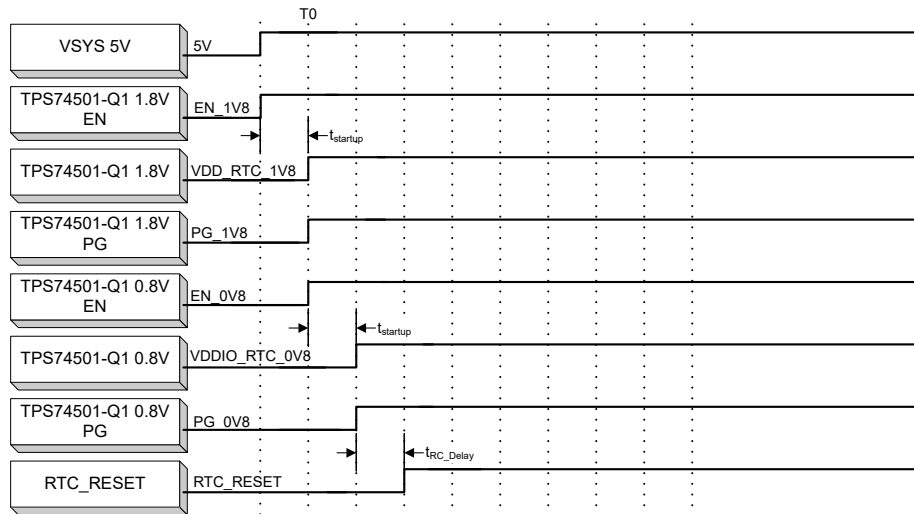 T0
VSYS 5V
5V
TPS74501-Q1 1.8V
EN
EN_1V8
tstartup
TPS74501-Q1 1.8V
VDD_RTC_1V8
TPS74501-Q1 1.8V
PG
PG_1V8
TPS74501-Q1 0.8V
EN
EN_0V8
tstartup
TPS74501-Q1 0.8V
VDDIO_RTC_0V8
TPS74501-Q1 0.8V
PG
PG_0V8
tRC_Delay
RTC_RESET
RTC_RESET